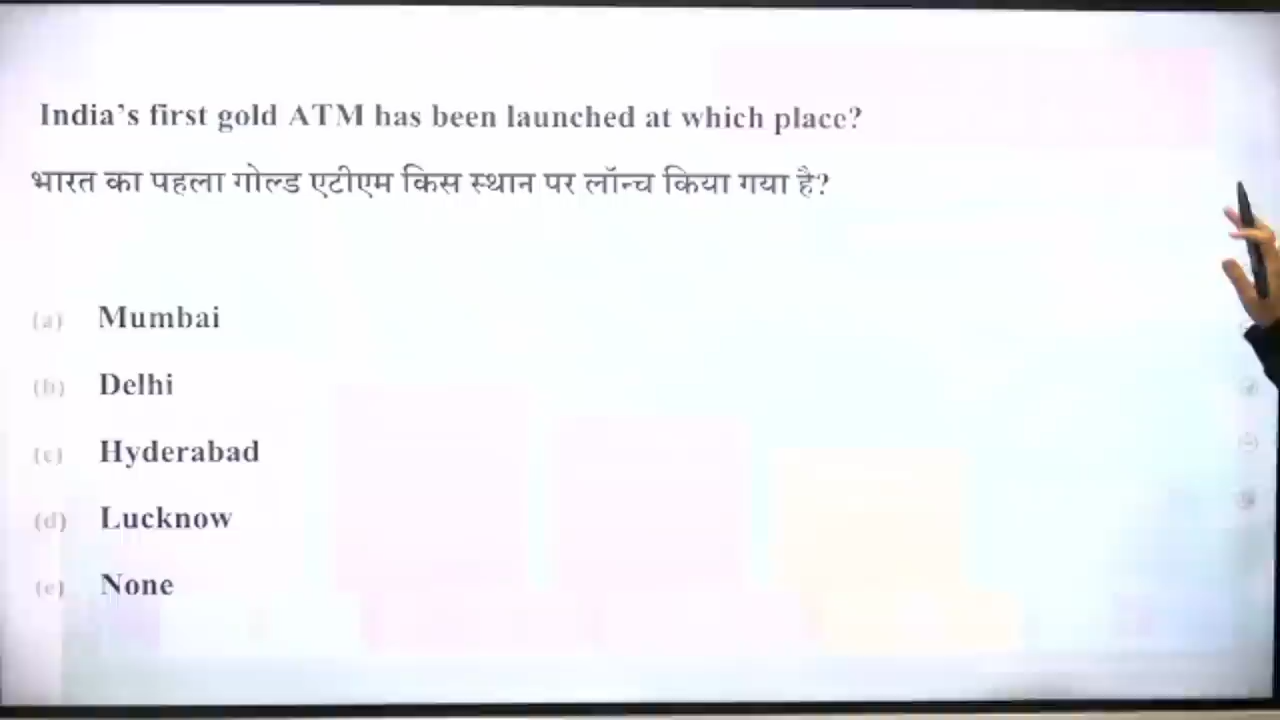 India's first gold ATM has been launched at which place?
भारत का पहला गोल्ड एटीएम किस स्थान पर लॉन्च किया गया है?
(a) Mumbai
(b) Delhi
(c) Hyderabad
(d) Lucknow
(e) None